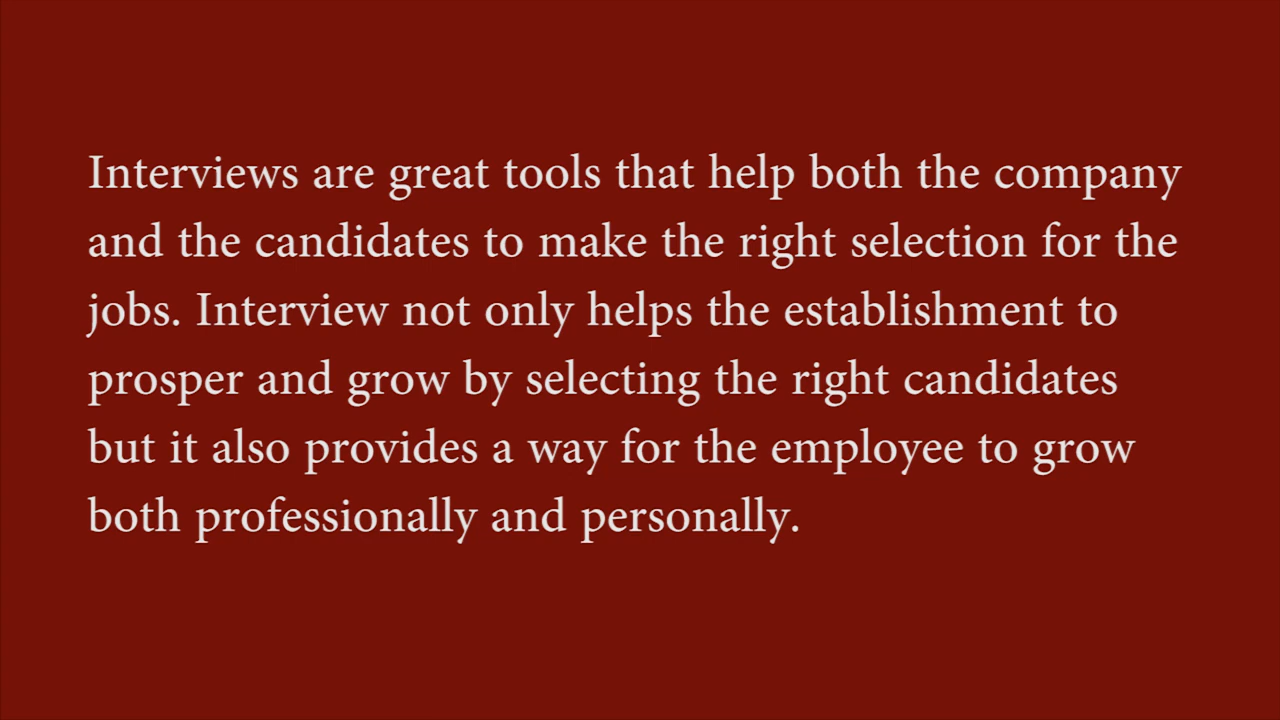 Interviews are great tools that help both the company
and the candidates to make the right selection for the
jobs. Interview not only helps the establishment to
prosper and grow by selecting the right candidates
but it also provides a way for the employee to grow
both professionally and personally.